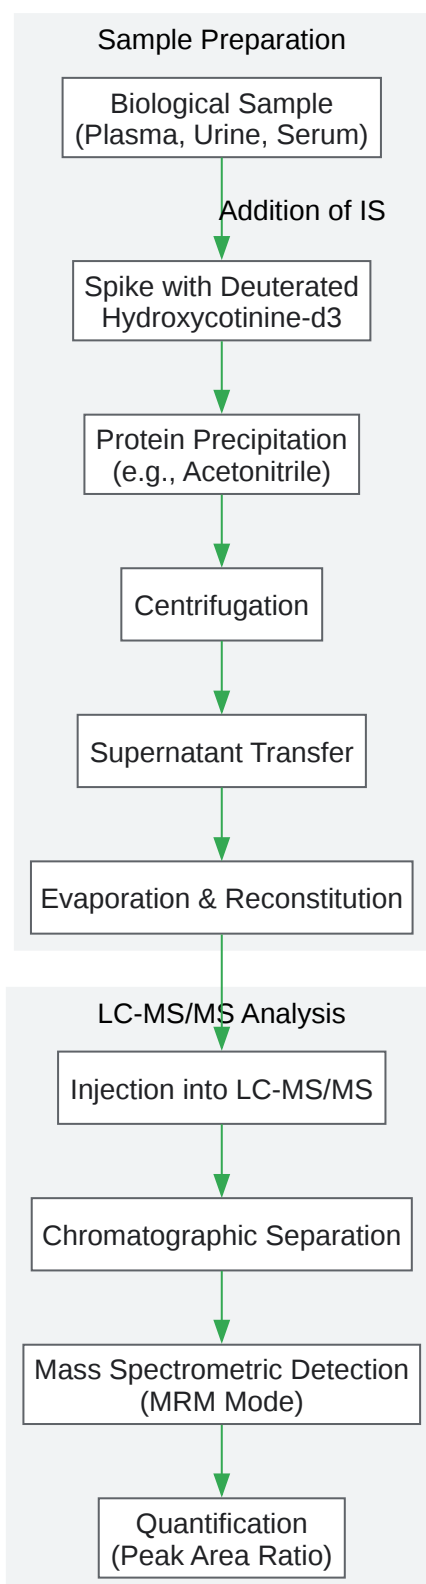 Sample Preparation
Biological Sample
(Plasma, Urine, Serum)
Addition of IS
Spike with Deuterated
Hydroxycotinine-d3
Protein Precipitation
(e.g., Acetonitrile)
Centrifugation
Supernatant Transfer
Evaporation & Reconstitution
LC-MS/MS Analysis
Injection into LC-MS/MS
Chromatographic Separation
Mass Spectrometric Detection
(MRM Mode)
Quantification
(Peak Area Ratio)